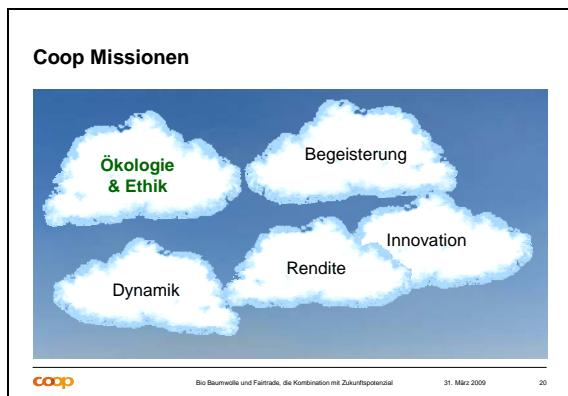 Coop Missionen
Ökologie
& Ethik
Begeisterung
Innovation
Rendite
Dynamik
coop
Bio Baumwolle und Fairtrade, die Kombination mit Zukunftspotenzial
31. März 2009
20